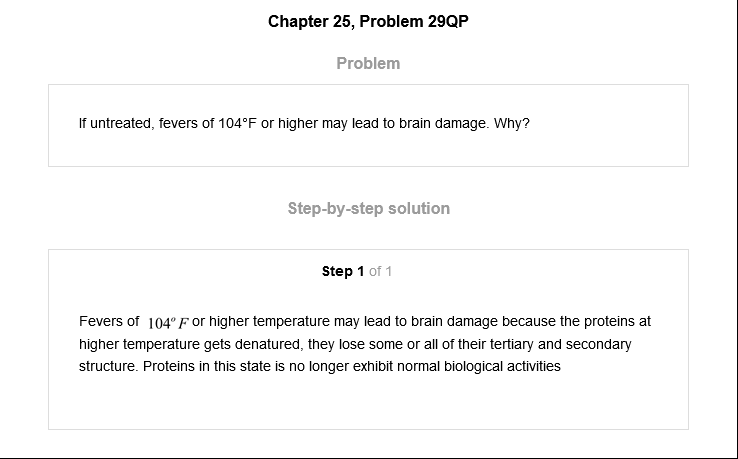 Chapter 25, Problem 29QP
Problem
If untreated, fevers of 104°F or higher may lead to brain damage. Why?
Step-by-step solution
Step 1 of 1
Fevers of 104° F or higher temperature may lead to brain damage because the proteins at
higher temperature gets denatured, they lose some or all of their tertiary and secondary
structure. Proteins in this state is no longer exhibit normal biological activities